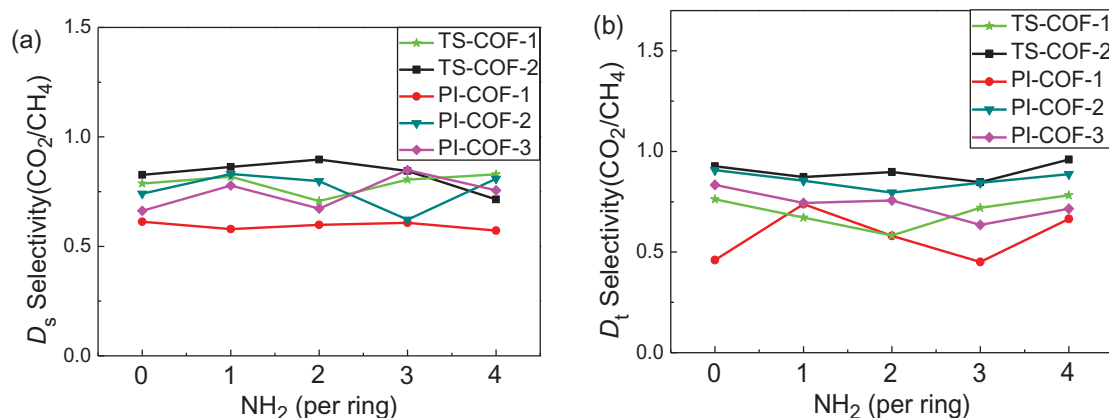 (a)
1.5
1.0
0.5
0.0
Ds Selectivity(CO2/CH4)
TS-COF-1
TS-COF-2
PI-COF-1
PI-COF-2
PI-COF-3
0 1 2 3 4
NH2 (per ring)
(b)
1.5
1.0
0.5
0.0
Dt Selectivity(CO2/CH4)
TS-COF-1
TS-COF-2
PI-COF-1
PI-COF-2
PI-COF-3
0 1 2 3 4
NH2 (per ring)